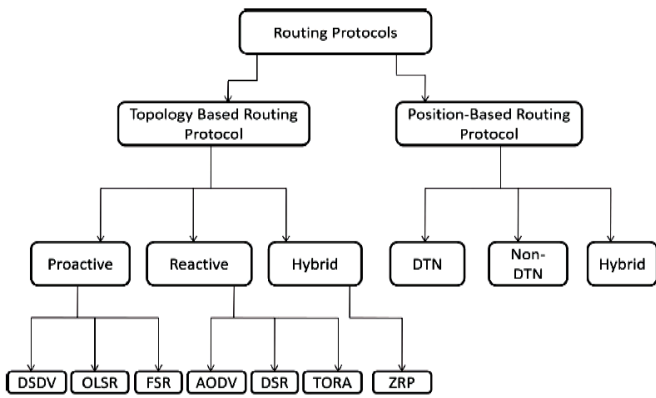 Routing Protocols
Topology Based Routing
Protocol
Position-Based Routing
Protocol
Proactive
Reactive
Hybrid
DTN
Non-
DTN
Hybrid
DSDV
OLSR
FSR
AODV
DSR
TORA
ZRP